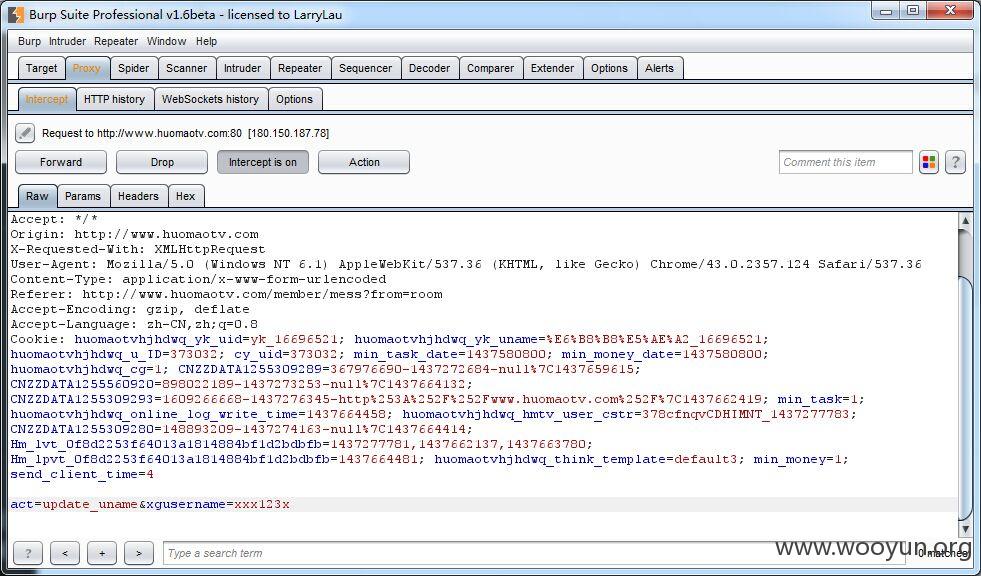 Burp Suite Professional v1.6beta - licensed to LarryLau
Burp Intruder Repeater Window Help
Target Proxy Spider Scanner Intruder Repeater Sequencer Decoder Comparer Extender Options Alerts
Intercept HTTP history WebSockets history Options
Request to http://www.huomaotv.com:80 [180.150.187.78]
Forward Drop Intercept is on Action Comment this item ?
Raw Params Headers Hex
Accept: */*
Origin: http://www.huomaotv.com
X-Requested-With: XMLHttpRequest
User-Agent: Mozilla/5.0 (Windows NT 6.1) AppleWebKit/537.36 (KHTML, like Gecko) Chrome/43.0.2357.124 Safari/537.36
Content-Type: application/x-www-form-urlencoded
Referer: http://www.huomaotv.com/member/mess?from=room
Accept-Encoding: gzip, deflate
Accept-Language: zh-CN,zh;q=0.8
Cookie: huomaotvhjhdwq_yk_uid=yk_16696521; huomaotvhjhdwq_yk_uname=%E6%B8%B8%E5%AE%A2_16696521;
huomaotvhjhdwq_u_ID=373032; cy_uid=373032; min_task_date=1437580800; min_money_date=1437580800;
huomaotvhjhdwq_cg=1; CNZZDATA1255309289=367976690-1437272684-null%7C1437659615;
CNZZDATA1255560920=898022189-1437273253-null%7C1437664132;
CNZZDATA1255309293=1609266668-1437276345-http%253A%252F%252Fwww.huomaotv.com%252F%7C1437662419; min_task=1;
huomaotvhjhdwq_online_log_write_time=1437664458; huomaotvhjhdwq_hmtv_user_cstr=378cfnqvCDHIMNT_1437277783;
CNZZDATA1255309280=148893209-1437274163-null%7C1437664414;
Hm_lvt_0f8d2253f64013a1814884bf1d2bdbfb=1437277781,1437662137,1437663780;
Hm_lpvt_0f8d2253f64013a1814884bf1d2bdbfb=1437664481; huomaotvhjhdwq_think_template=default3; min_money=1;
send_client_time=4
act=update_uname&xgusername=xxx123x
? < + > Type a search term 0 matches
www.wooyun.org